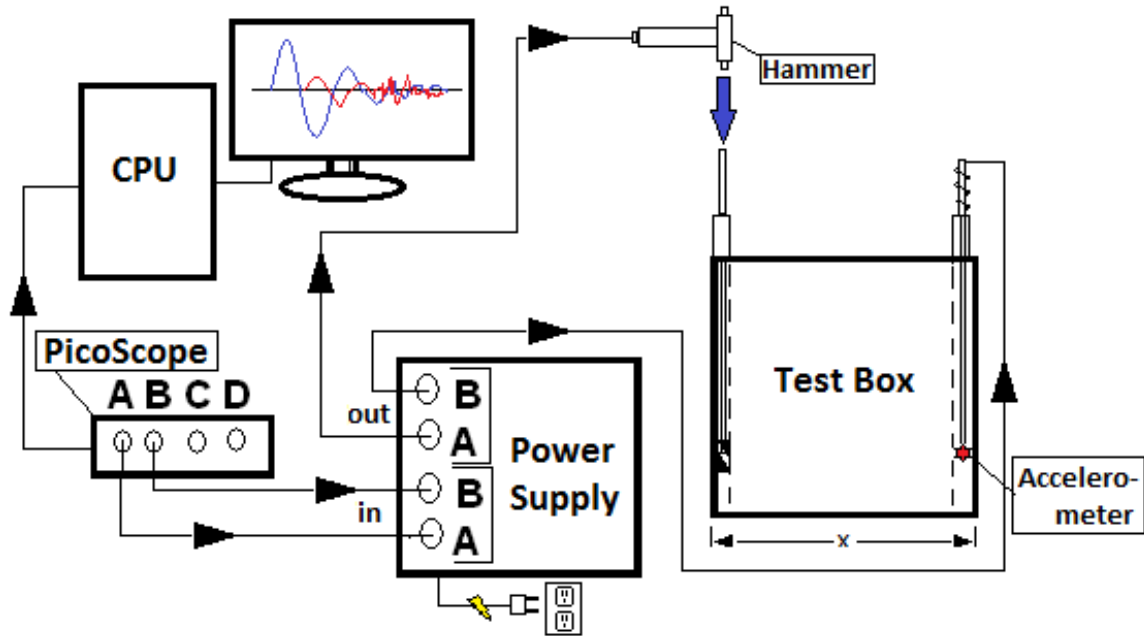 Hammer
CPU
PicoScope
A B C D
out
B
A
in
B
A
Power
Supply
Test Box
Accelero-
meter
x